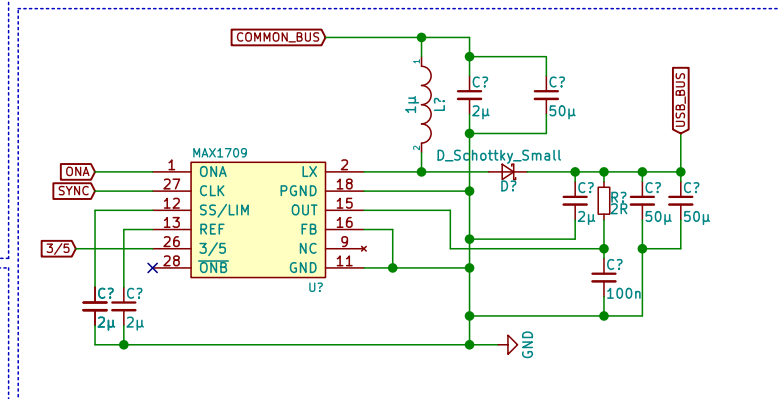 COMMON_BUS
USB_BUS
1
1µ
L?
2
C?
2µ
C?
50µ
MAX1709
D_Schottky_Small
D?
ONA
1
ONA
LX
2
SYNC
27
CLK
PGND
18
12
SS/LIM
OUT
15
13
REF
FB
16
3/5
26
3/5
NC
9
28
ONB
GND
11
U?
C?
2µ
R?
2R
C?
50µ
C?
50µ
C?
100n
C?
2µ
C?
2µ
GND